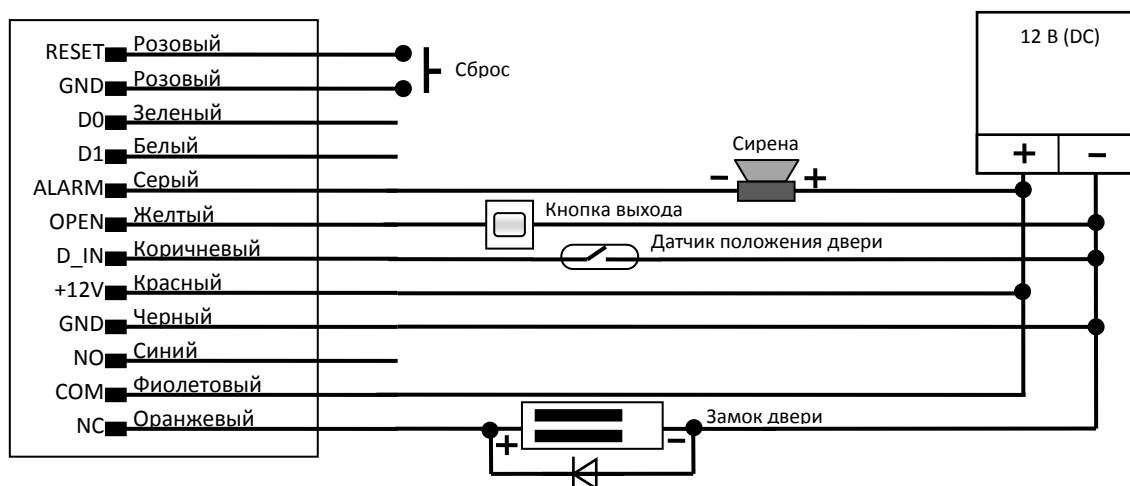 RESET Розовый
GND Розовый
Сброс
D0 Зеленый
D1 Белый
ALARM Серый
OPEN Желтый
D_IN Коричневый
+12V Красный
GND Черный
NO Синий
COM Фиолетовый
NC Оранжевый
12 В (DC)
+ −
Сирена
− +
Кнопка выхода
Датчик положения двери
Замок двери
+ −